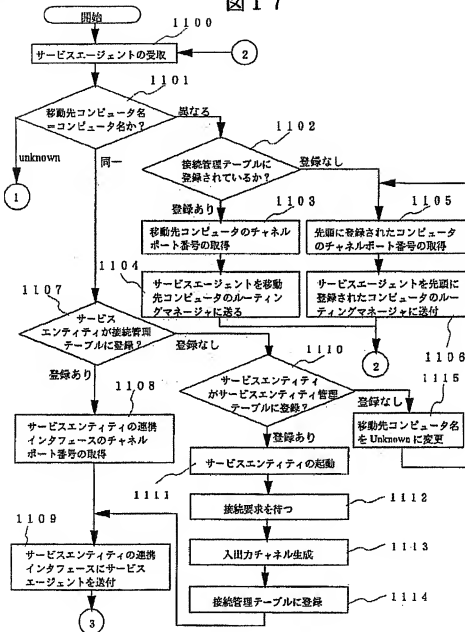 図１７
開始
１１００
サービスエージェントの受取
２
１１０１
移動先コンピュータ名
＝コンピュータ名か？
異なる
unknown
同一
１
１１０２
接続管理テーブルに
登録されているか？
登録なし
登録あり
１１０３
移動先コンピュータのチャネル
ポート番号の取得
１１０５
先頭に登録されたコンピュータ
のチャネルポート番号の取得
１１０４
サービスエージェントを移動
先コンピュータのルーティ
ングマネージャに送る
サービスエージェントを先頭に
登録されたコンピュータのルー
ティングマネージャに送付
１１０６
２
１１０７
サービス
エンティティが接続管理
テーブルに登録？
登録なし
登録あり
１１１０
サービスエンティティ
がサービスエンティティ管理
テーブルに登録？
登録なし
登録あり
１１１５
移動先コンピュータ名
を Unknown に変更
１１０８
サービスエンティティの連携
インタフェースのチャネル
ポート番号の取得
サービスエンティティの起動
１１１１
接続要求を待つ
１１１２
入出力チャネル生成
１１１３
接続管理テーブルに登録
１１１４
１１０９
サービスエンティティの連携
インタフェースにサービス
エージェントを送付
３